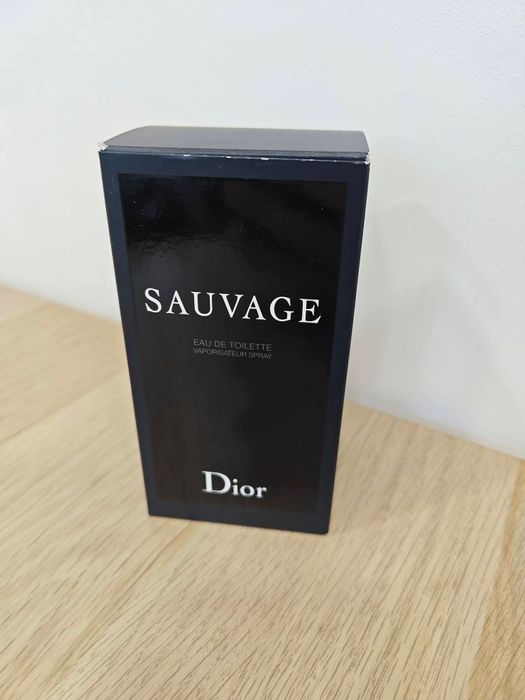 SAUVAGE
EAU DE TOILETTE
VAPORISATEUR SPRAY
Dior